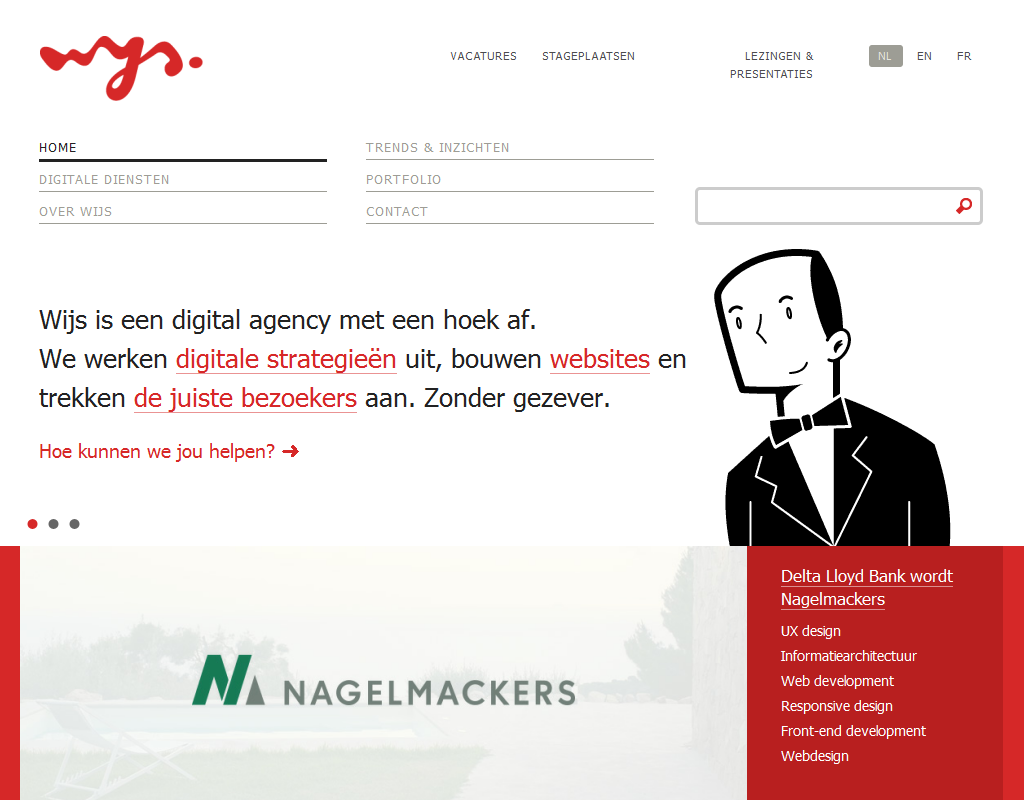 wijs.
VACATURES
STAGEPLAATSEN
LEZINGEN &
PRESENTATIES
NL
EN
FR
HOME
TRENDS & INZICHTEN
DIGITALE DIENSTEN
PORTFOLIO
OVER WIJS
CONTACT
Wijs is een digital agency met een hoek af.
We werken digitale strategieën uit, bouwen websites en
trekken de juiste bezoekers aan. Zonder gezever.
Hoe kunnen we jou helpen?
NAGELMACKERS
Delta Lloyd Bank wordt
Nagelmackers
UX design
Informatiearchitectuur
Web development
Responsive design
Front-end development
Webdesign